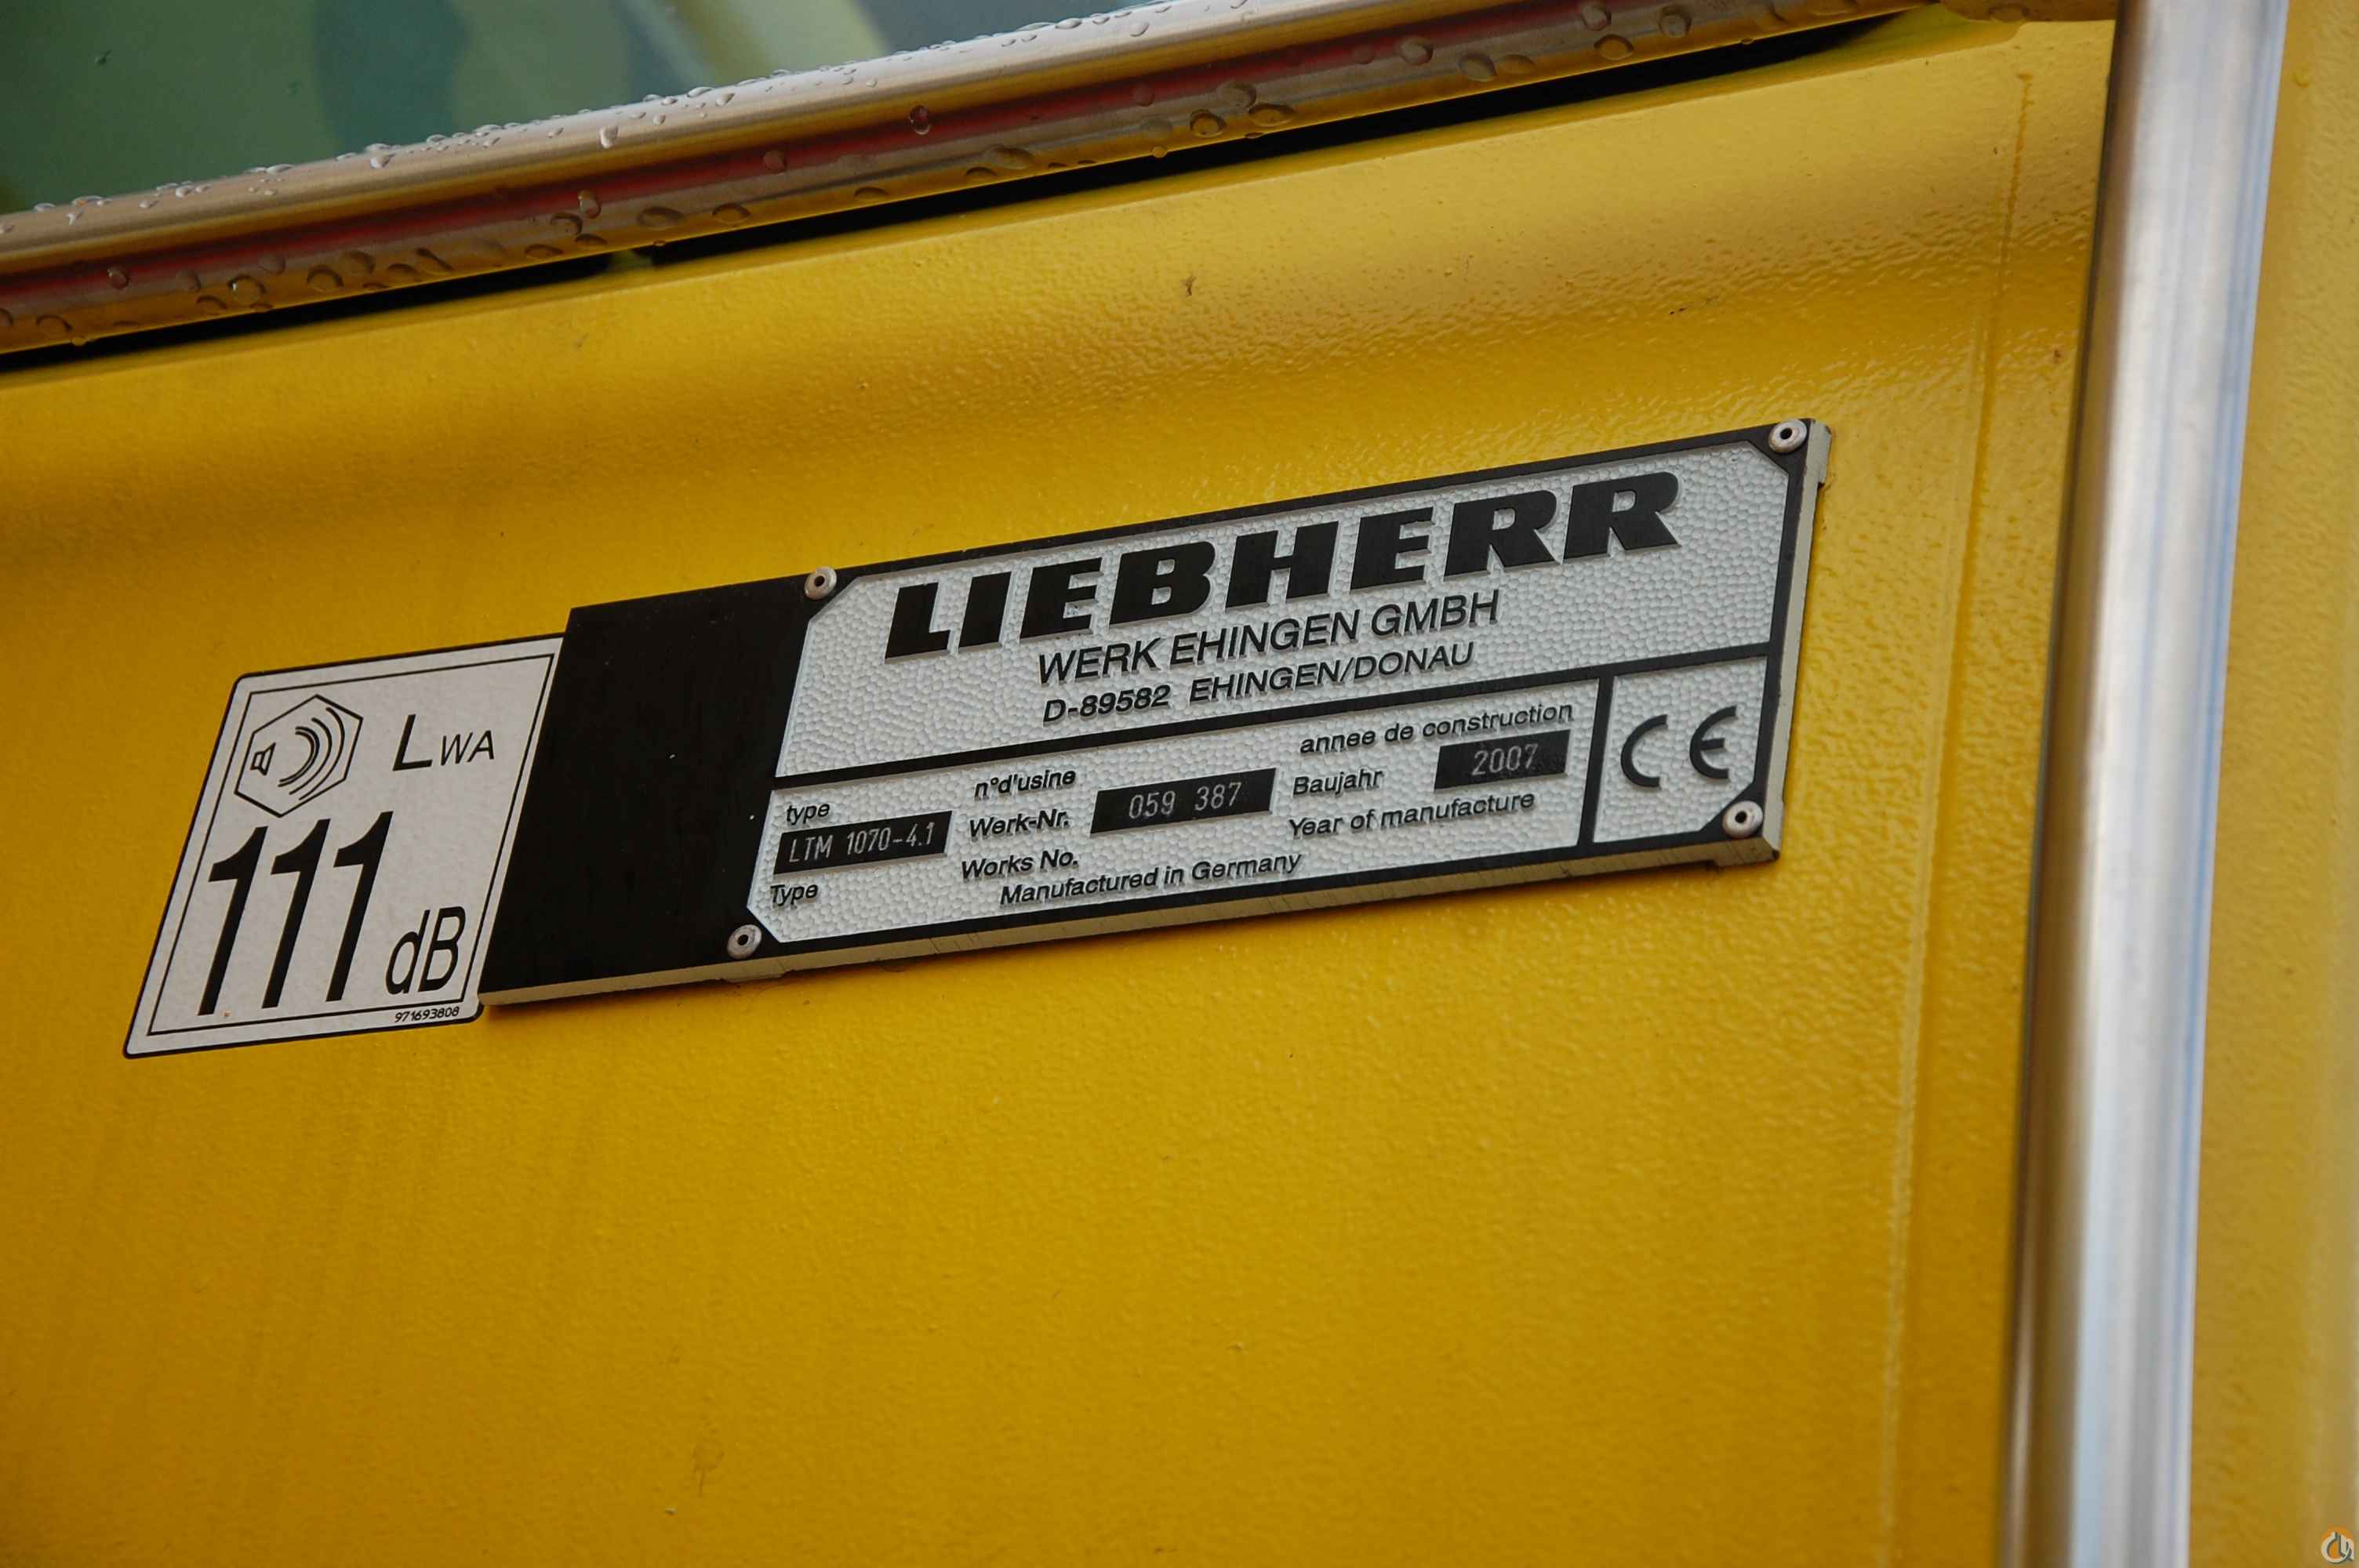 LIEBHERR
WERK EHINGEN GMBH
D-89582 EHINGEN/DONAU
type
LTM 1070-4.1
Type
n°d'usine
Werk-Nr. 059 387
Works No.
annee de construction
Baujahr 2007
Year of manufacture
Manufactured in Germany
CE
LWA
111 dB
971693808